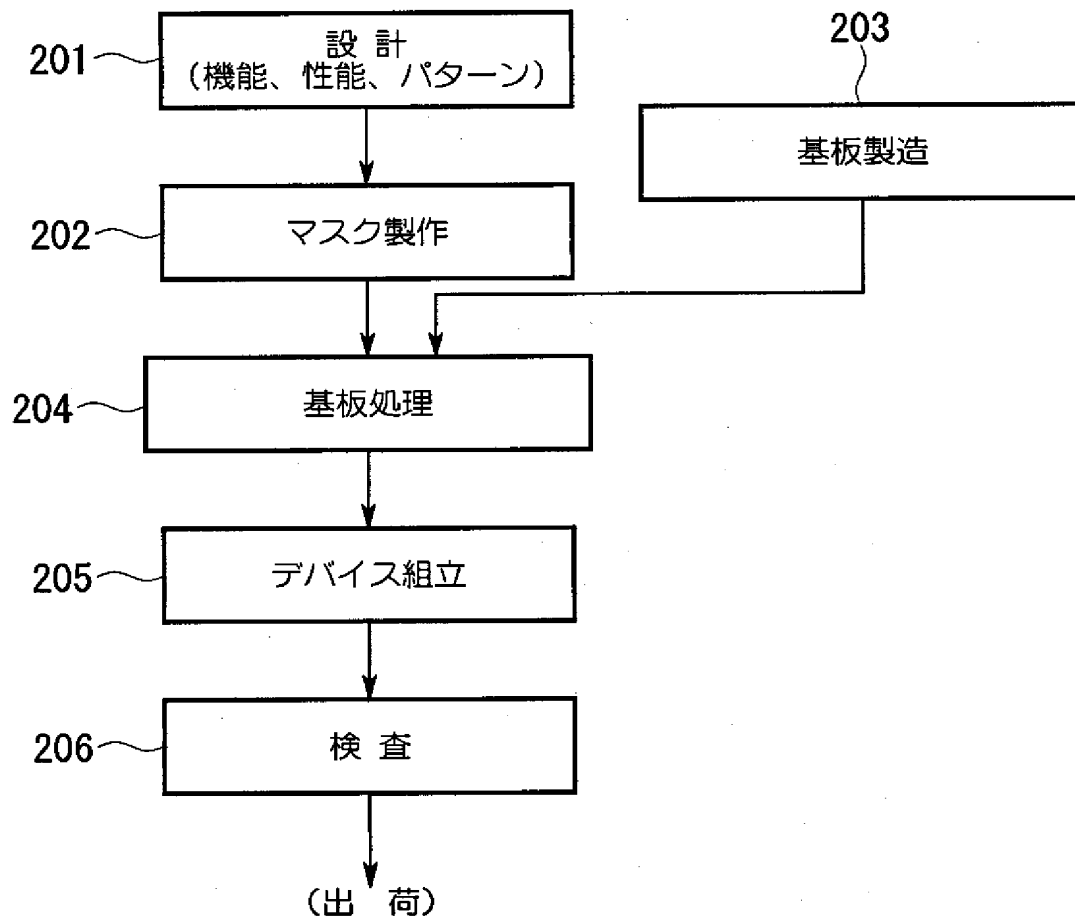 201
設 計
(機能、性能、パターン)
203
基板製造
202
マスク製作
204
基板処理
205
デバイス組立
206
検 査
(出 荷)